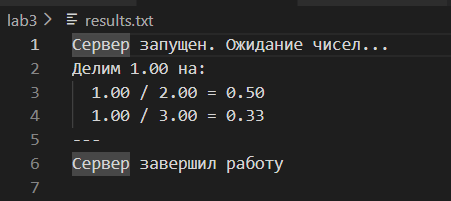 lab3 > results.txt
1 Сервер запущен. Ожидание чисел...
2 Делим 1.00 на:
3 1.00 / 2.00 = 0.50
4 1.00 / 3.00 = 0.33
5 ---
6 Сервер завершил работу
7